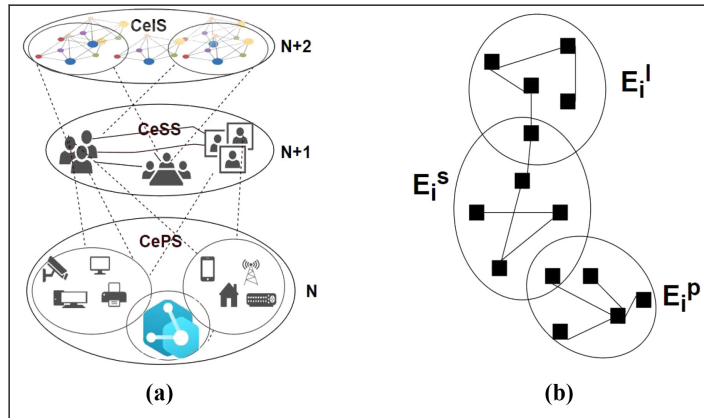 CeIS
N+2
CeSS
N+1
CePS
N
(a)
E_i^l
E_i^s
E_i^p
(b)